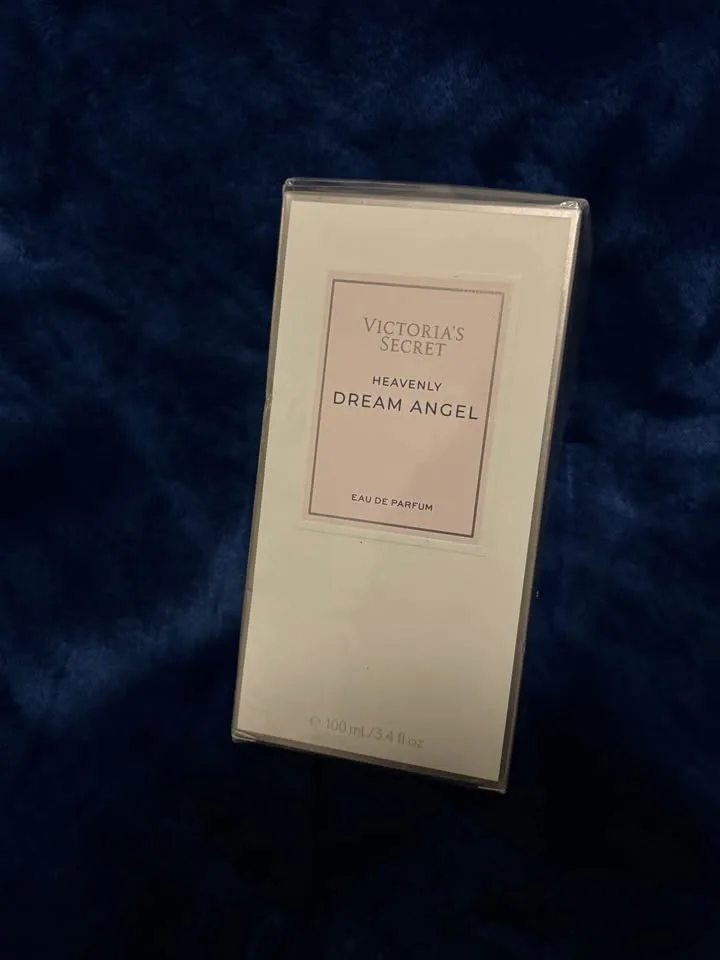 VICTORIA'S
SECRET
HEAVENLY
DREAM ANGEL
EAU DE PARFUM
℮ 100 mL/3.4 fl oz